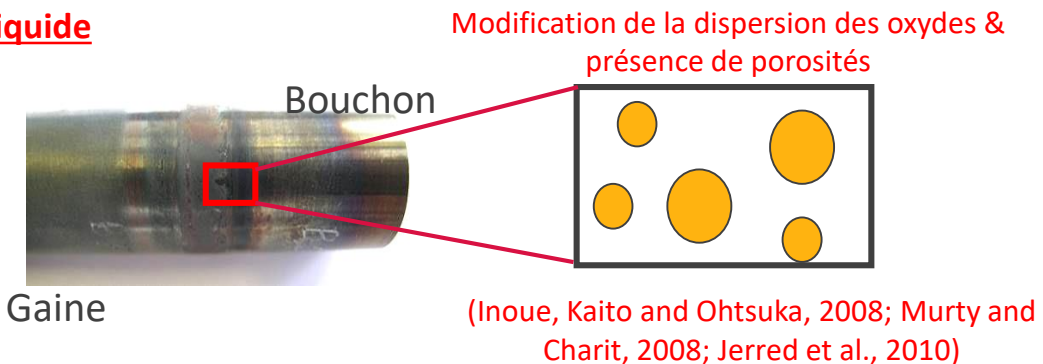 iquide
Modification de la dispersion des oxydes &
présence de porosités
Bouchon
Gaine
(Inoue, Kaito and Ohtsuka, 2008; Murty and
Charit, 2008; Jerred et al., 2010)